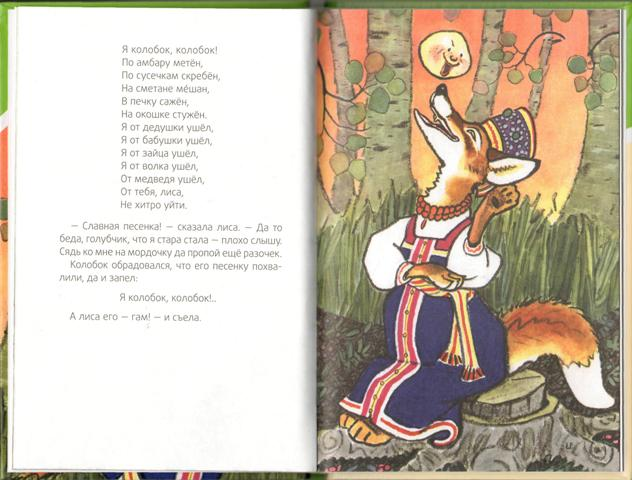 Я колобок, колобок!
По амбару метён,
По сусечкам скребён,
На сметане мéшан,
В печку сажён,
На окошке стужён.
Я от дедушки ушёл,
Я от бабушки ушёл,
Я от зайца ушёл,
Я от волка ушёл,
От медведя ушёл,
От тебя, лиса,
Не хитро уйти.
— Славная песенка! — сказала лиса. — Да то
беда, голубчик, что я стара стала — плохо слышу.
Сядь ко мне на мордочку да пропой ещё разочек.
Колобок обрадовался, что его песенку похва-
лили, да и запел:
Я колобок, колобок!..
А лиса его — гам! — и съела.